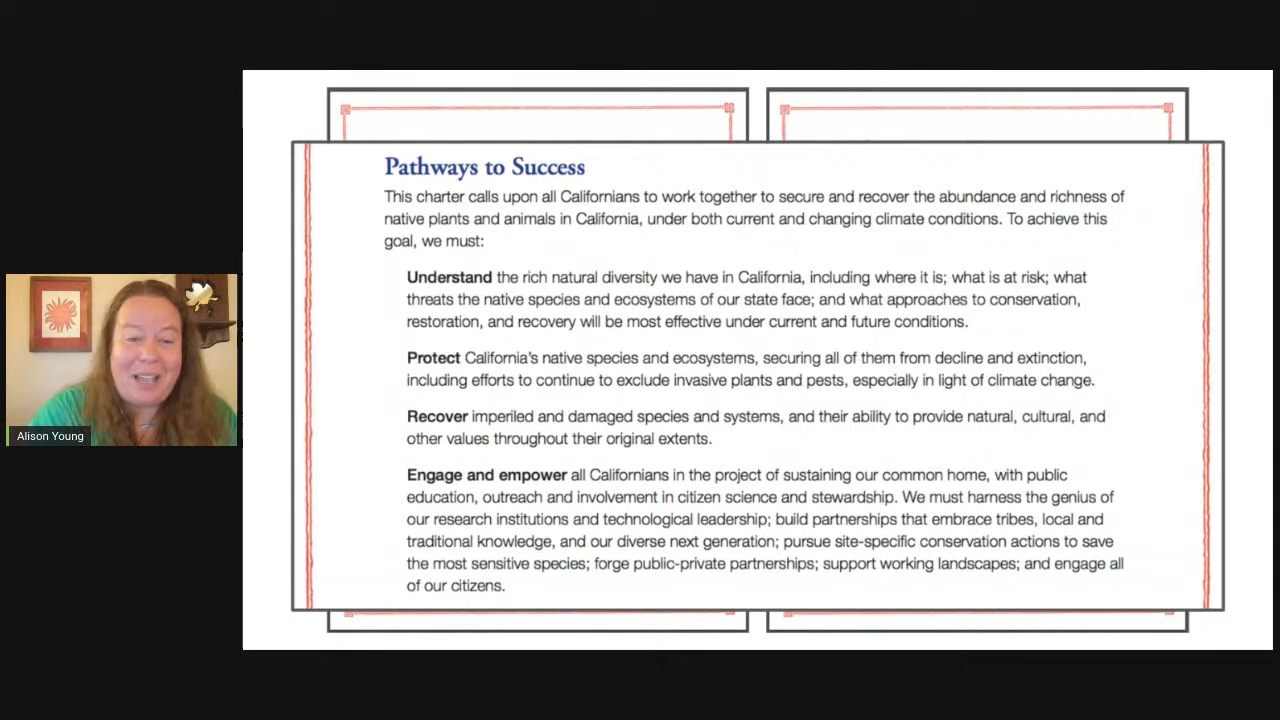 Pathways to Success
This charter calls upon all Californians to work together to secure and recover the abundance and richness of
native plants and animals in California, under both current and changing climate conditions. To achieve this
goal, we must:
Understand the rich natural diversity we have in California, including where it is; what is at risk; what
threats the native species and ecosystems of our state face; and what approaches to conservation,
restoration, and recovery will be most effective under current and future conditions.
Protect California's native species and ecosystems, securing all of them from decline and extinction,
including efforts to continue to exclude invasive plants and pests, especially in light of climate change.
Recover imperiled and damaged species and systems, and their ability to provide natural, cultural, and
other values throughout their original extents.
Engage and empower all Californians in the project of sustaining our common home, with public
education, outreach and involvement in citizen science and stewardship. We must harness the genius of
our research institutions and technological leadership; build partnerships that embrace tribes, local and
traditional knowledge, and our diverse next generation; pursue site-specific conservation actions to save
the most sensitive species; forge public-private partnerships; support working landscapes; and engage all
of our citizens.
Alison Young